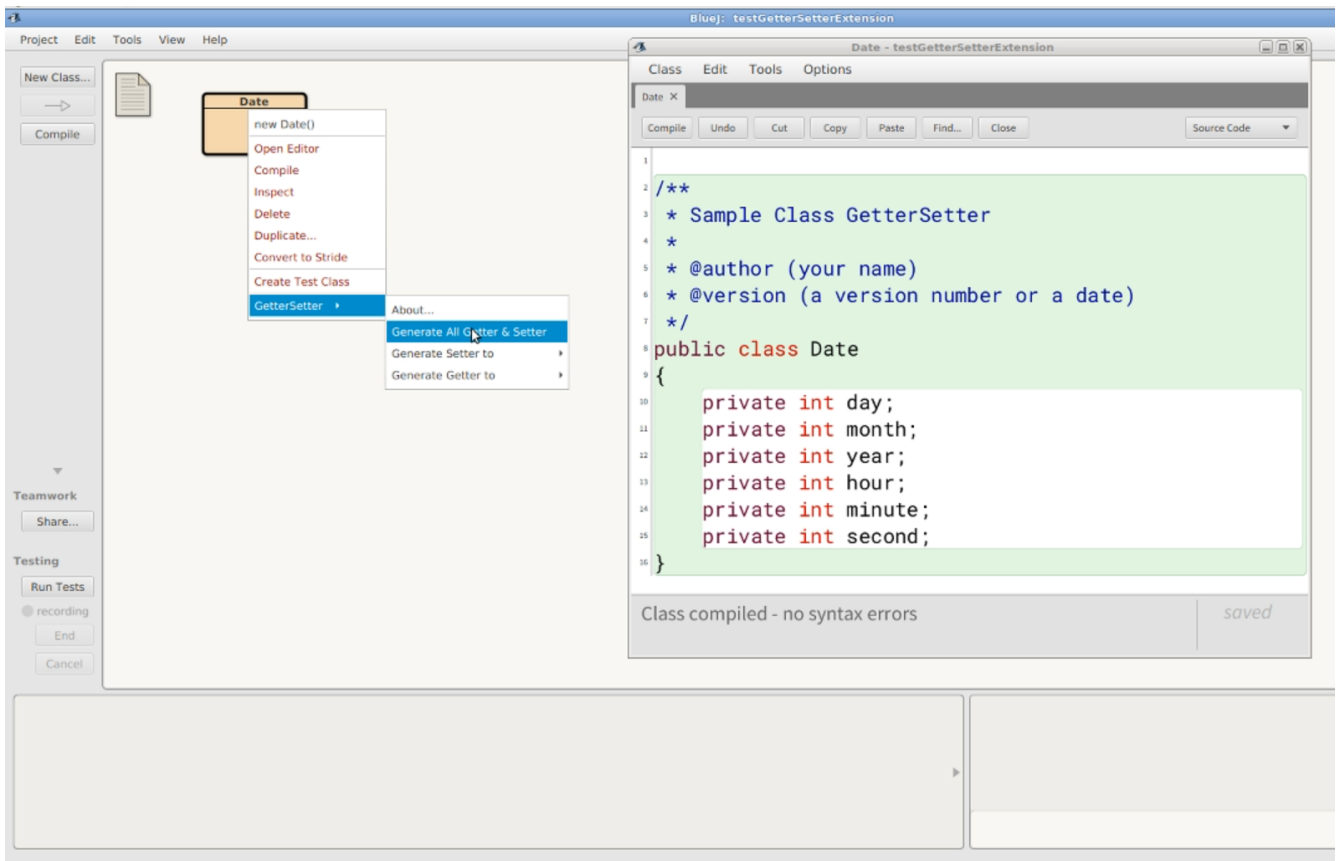 BlueJ: testGetterSetterExtension
Project Edit Tools View Help
New Class...
Compile
Teamwork
Share...
Testing
Run Tests
recording
End
Cancel
Date
new Date()
Open Editor
Compile
Inspect
Delete
Duplicate...
Convert to Stride
Create Test Class
GetterSetter
About...
Generate All Getter & Setter
Generate Setter to
Generate Getter to
Date - testGetterSetterExtension
Class Edit Tools Options
Date X
Compile Undo Cut Copy Paste Find... Close Source Code
1
2 /**
3 * Sample Class GetterSetter
4 *
5 * @author (your name)
6 * @version (a version number or a date)
7 */
8 public class Date
9 {
10 private int day;
11 private int month;
12 private int year;
13 private int hour;
14 private int minute;
15 private int second;
16 }
Class compiled - no syntax errors saved